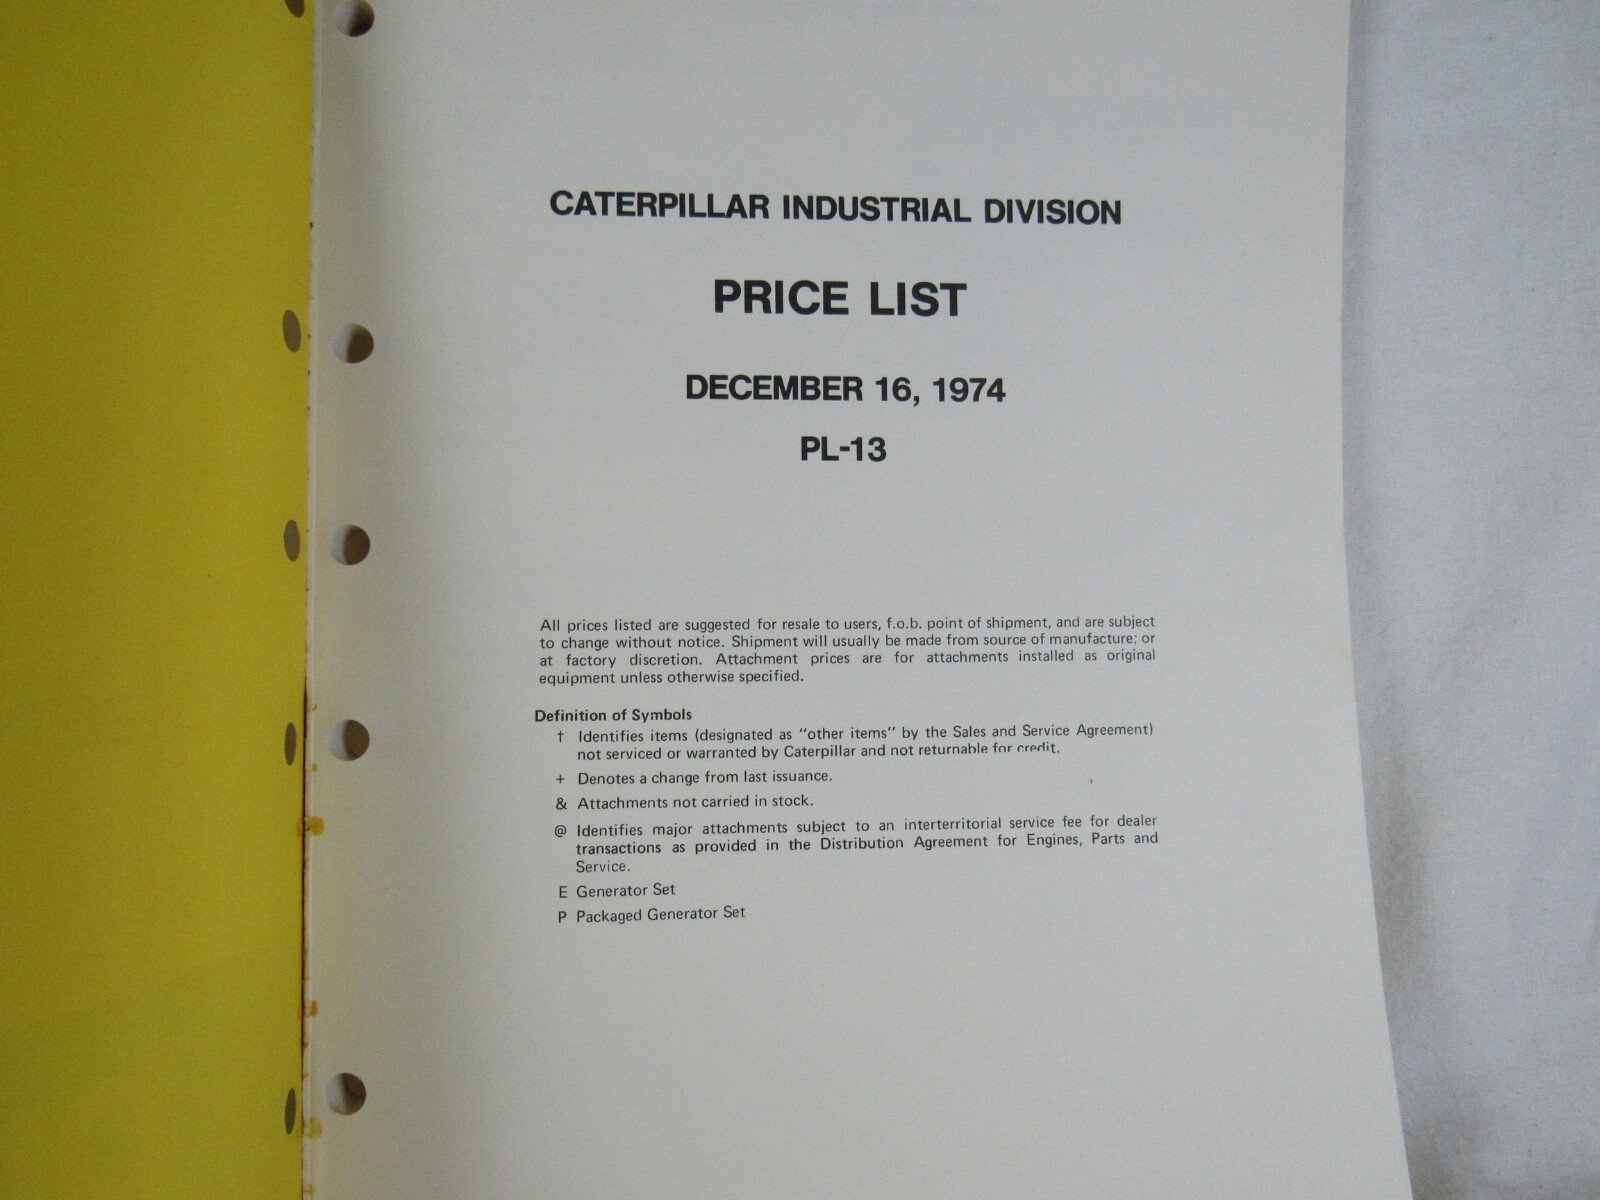 CATERPILLAR INDUSTRIAL DIVISION
PRICE LIST
DECEMBER 16, 1974
PL-13
All prices listed are suggested for resale to users, f.o.b. point of shipment, and are subject
to change without notice. Shipment will usually be made from source of manufacture; or
at factory discretion. Attachment prices are for attachments installed as original
equipment unless otherwise specified.
Definition of Symbols
† Identifies items (designated as "other items" by the Sales and Service Agreement)
not serviced or warranted by Caterpillar and not returnable for credit.
+ Denotes a change from last issuance.
& Attachments not carried in stock.
@ Identifies major attachments subject to an interterritorial service fee for dealer
transactions as provided in the Distribution Agreement for Engines, Parts and
Service.
E Generator Set
P Packaged Generator Set